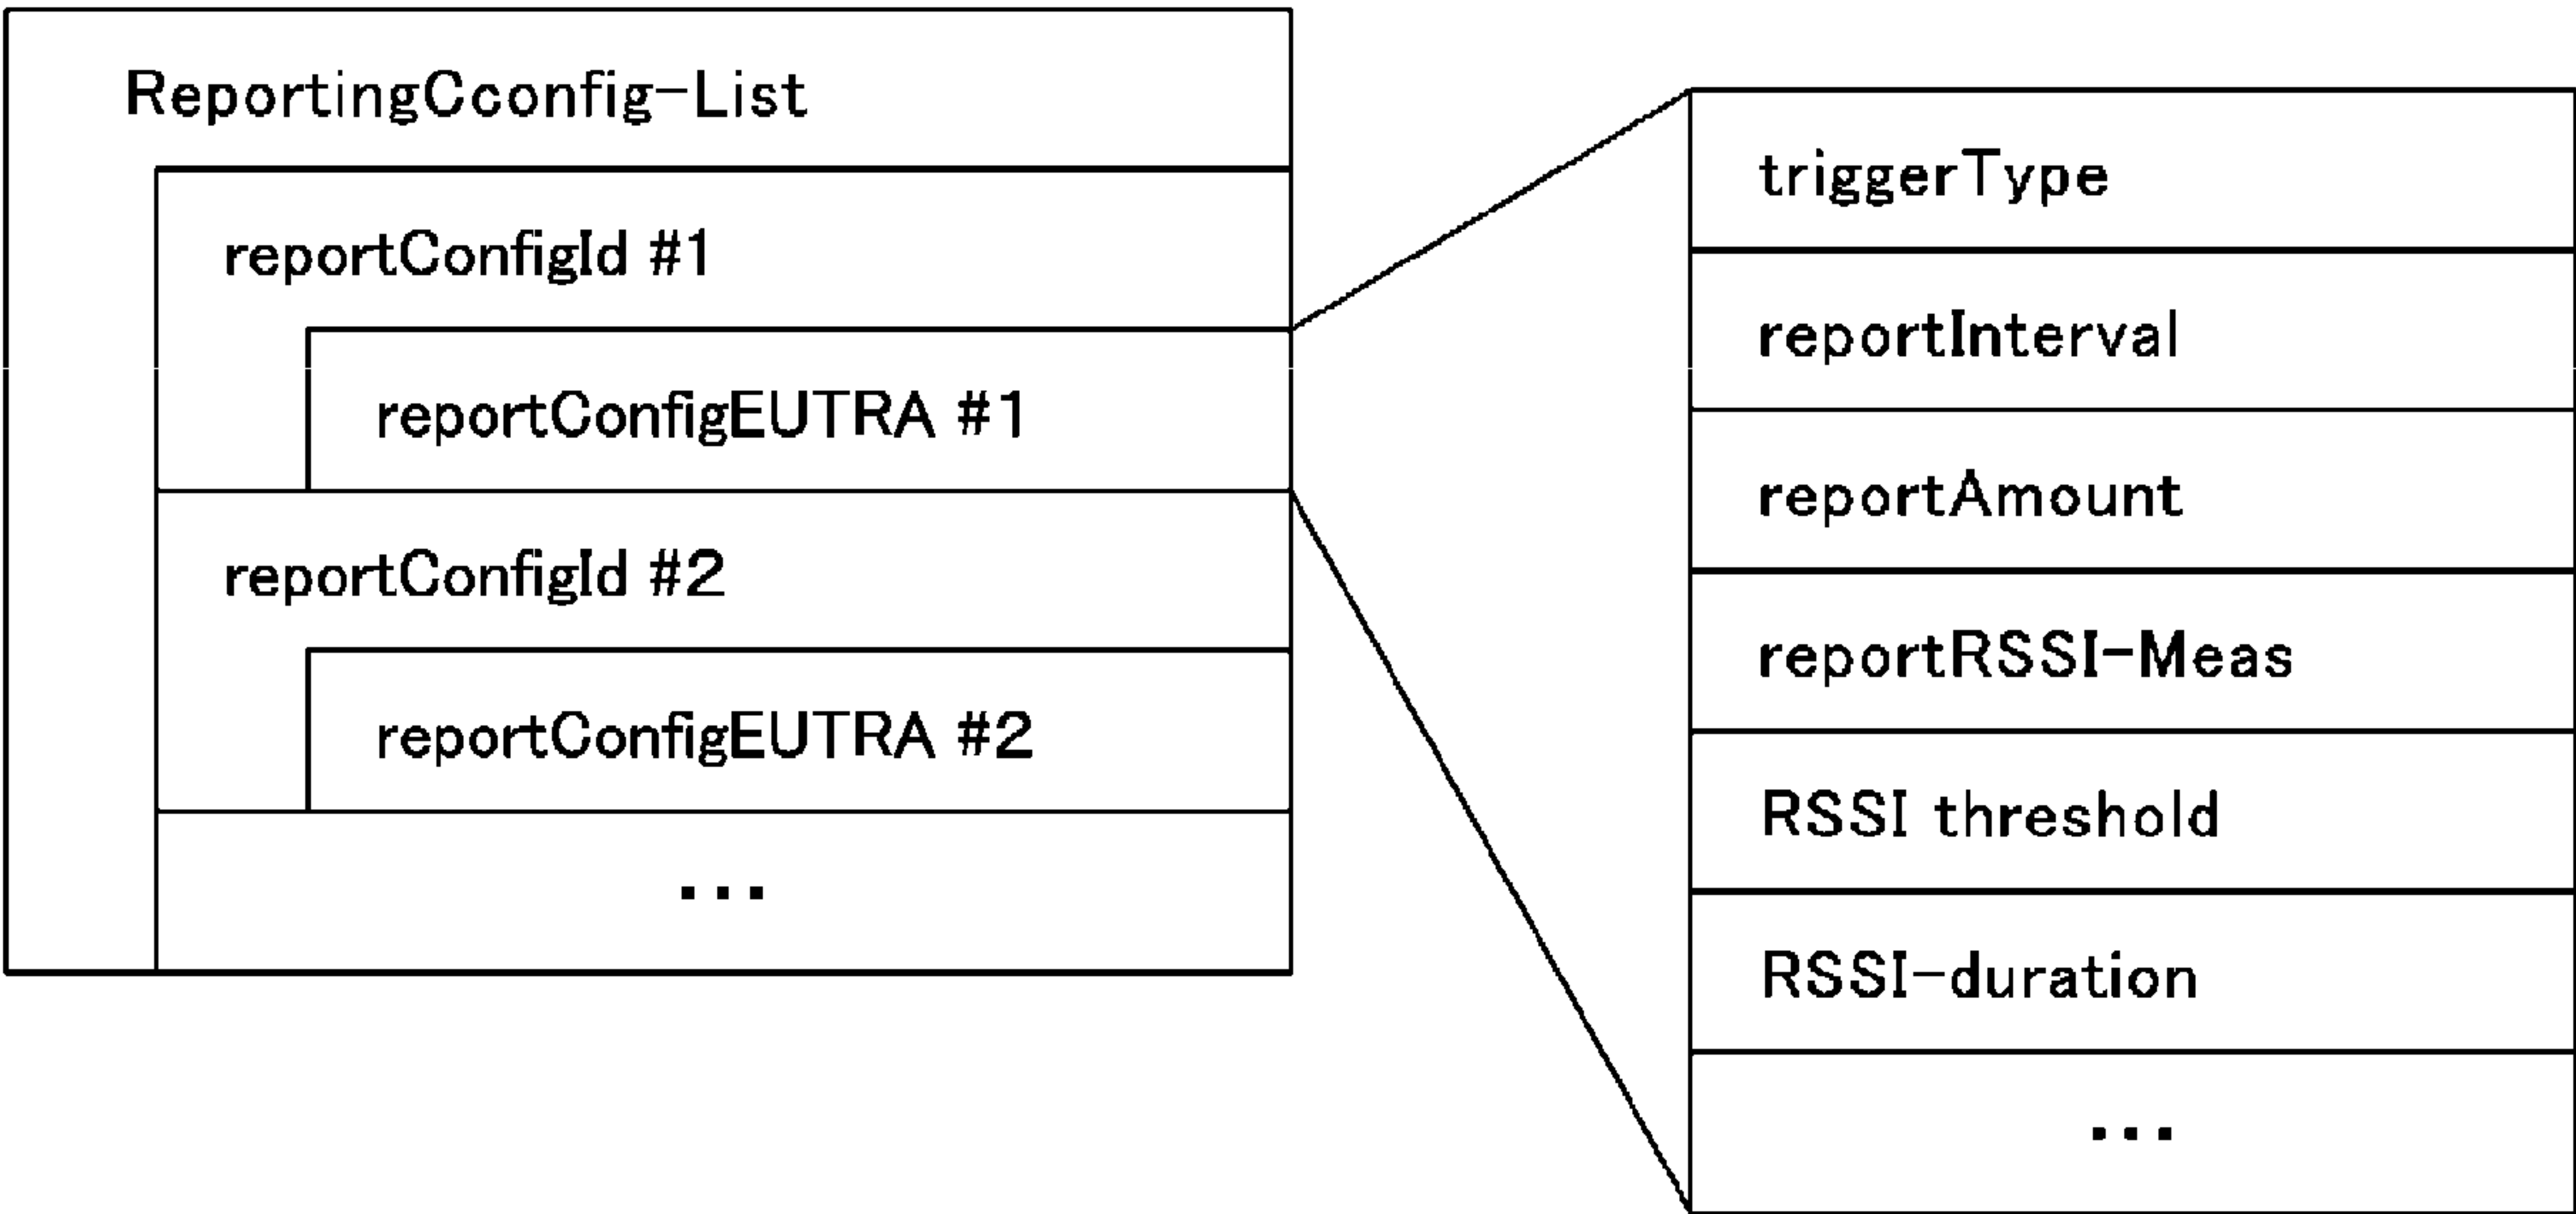 ReportingCconfig-List
reportConfigId #1
reportConfigEUTRA #1
reportConfigId #2
reportConfigEUTRA #2
...
triggerType
reportInterval
reportAmount
reportRSSI-Meas
RSSI threshold
RSSI-duration
...